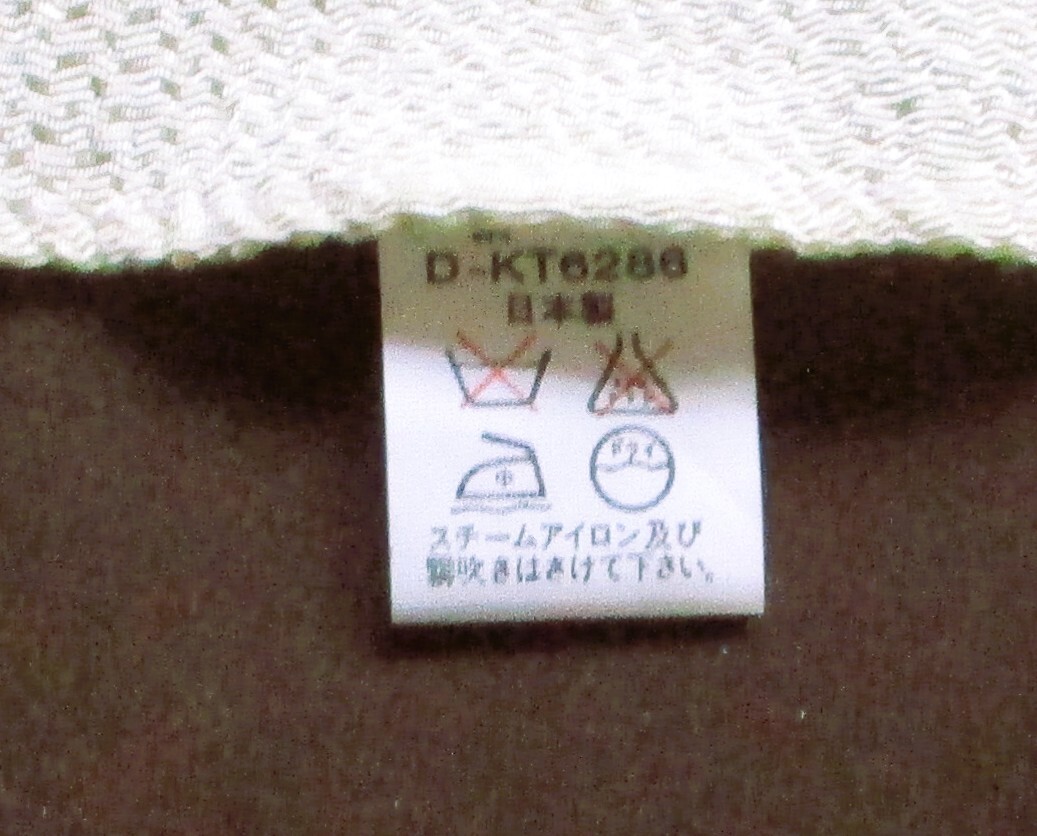 D-KT6286
日本製
中
ドライ
スチームアイロン及び
霧吹きはさけて下さい。